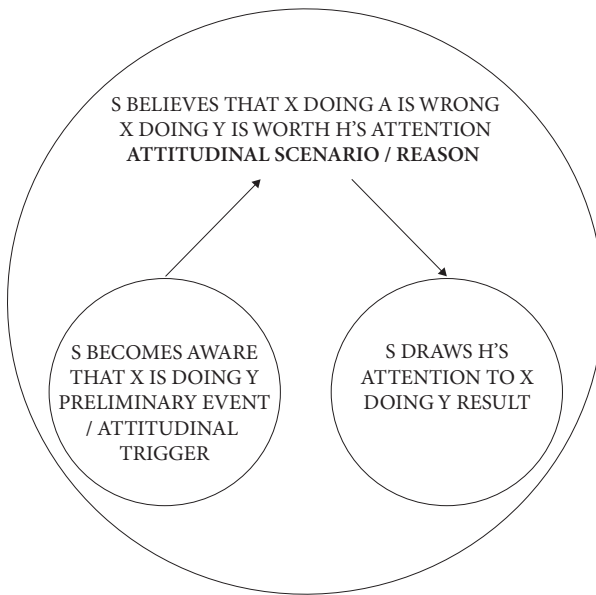 S BELIEVES THAT X DOING A IS WRONG
X DOING Y IS WORTH H'S ATTENTION
ATTITUDINAL SCENARIO / REASON
S BECOMES AWARE
THAT X IS DOING Y
PRELIMINARY EVENT
/ ATTITUDINAL
TRIGGER
S DRAWS H'S
ATTENTION TO X
DOING Y RESULT